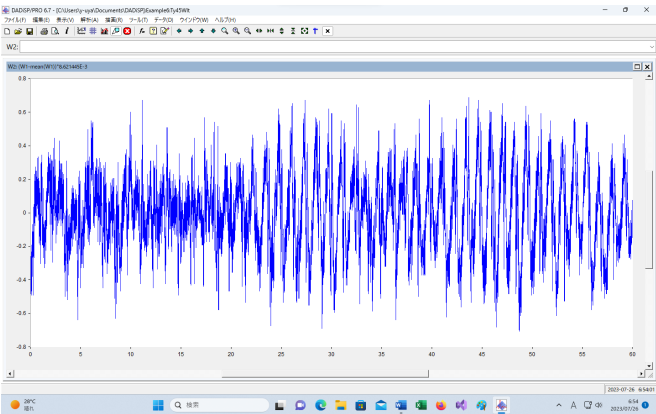 DADiSP/PRO 6.7 - [C:\Users\y-uya\Documents\DADiSP\Example6Ty45Wlt
ファイル(F) 編集(E) 表示(V) 解析(A) 描画(R) ツール(T) データ(D) ウインドウ(W) ヘルプ(H)
W2:
W2: (W1-mean(W1))*8.621445E-3
0.8
0.6
0.4
0.2
0
-0.2
-0.4
-0.6
-0.8
0 5 10 15 20 25 30 35 40 45 50 55 60
2023-07-26 6:54:01
28°C
晴れ
検索
A
6:54
2023/07/26